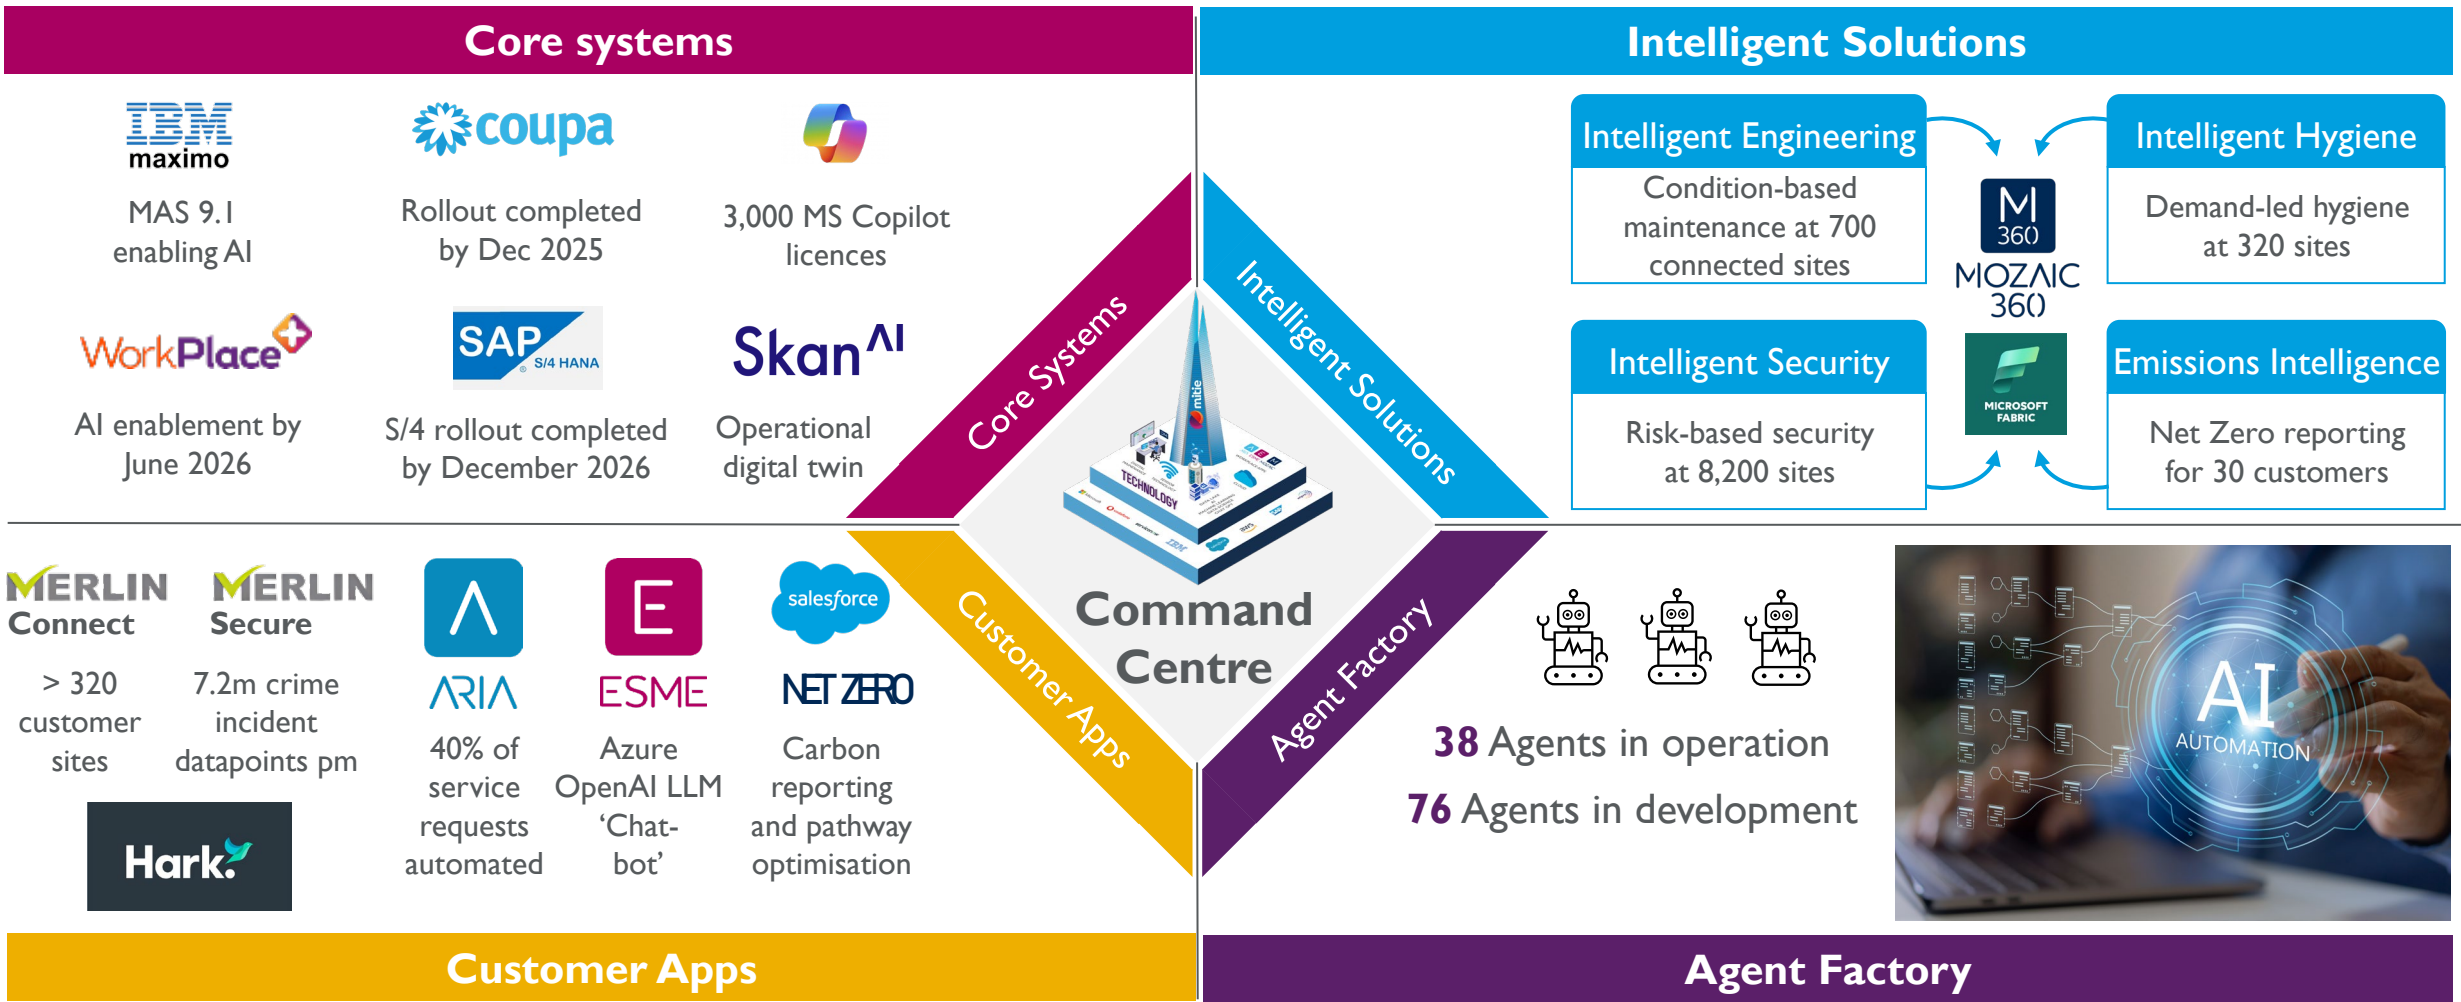 Core systems
Intelligent Solutions
IBM
maximo
MAS 9.1
enabling AI
coupa
Rollout completed
by Dec 2025
3,000 MS Copilot
licences
WorkPlace+
AI enablement by
June 2026
SAP
® S/4 HANA
S/4 rollout completed
by December 2026
Skan AI
Operational
digital twin
Intelligent Engineering
Condition-based
maintenance at 700
connected sites
Intelligent Hygiene
Demand-led hygiene
at 320 sites
M
360
MOZAIC
360
MICROSOFT
FABRIC
Intelligent Security
Risk-based security
at 8,200 sites
Emissions Intelligence
Net Zero reporting
for 30 customers
Core Systems
Intelligent Solutions
Customer Apps
Agent Factory
mitie
TECHNOLOGY
IBM
salesforce
aws
SAP
Command
Centre
MERLIN
Connect
> 320
customer
sites
MERLIN
Secure
7.2m crime
incident
datapoints pm
Hark.
ARIA
40% of
service
requests
automated
E
ESME
Azure
OpenAI LLM
‘Chat-
bot’
salesforce
NET ZERO
Carbon
reporting
and pathway
optimisation
38 Agents in operation
76 Agents in development
AI
AUTOMATION
Customer Apps
Agent Factory